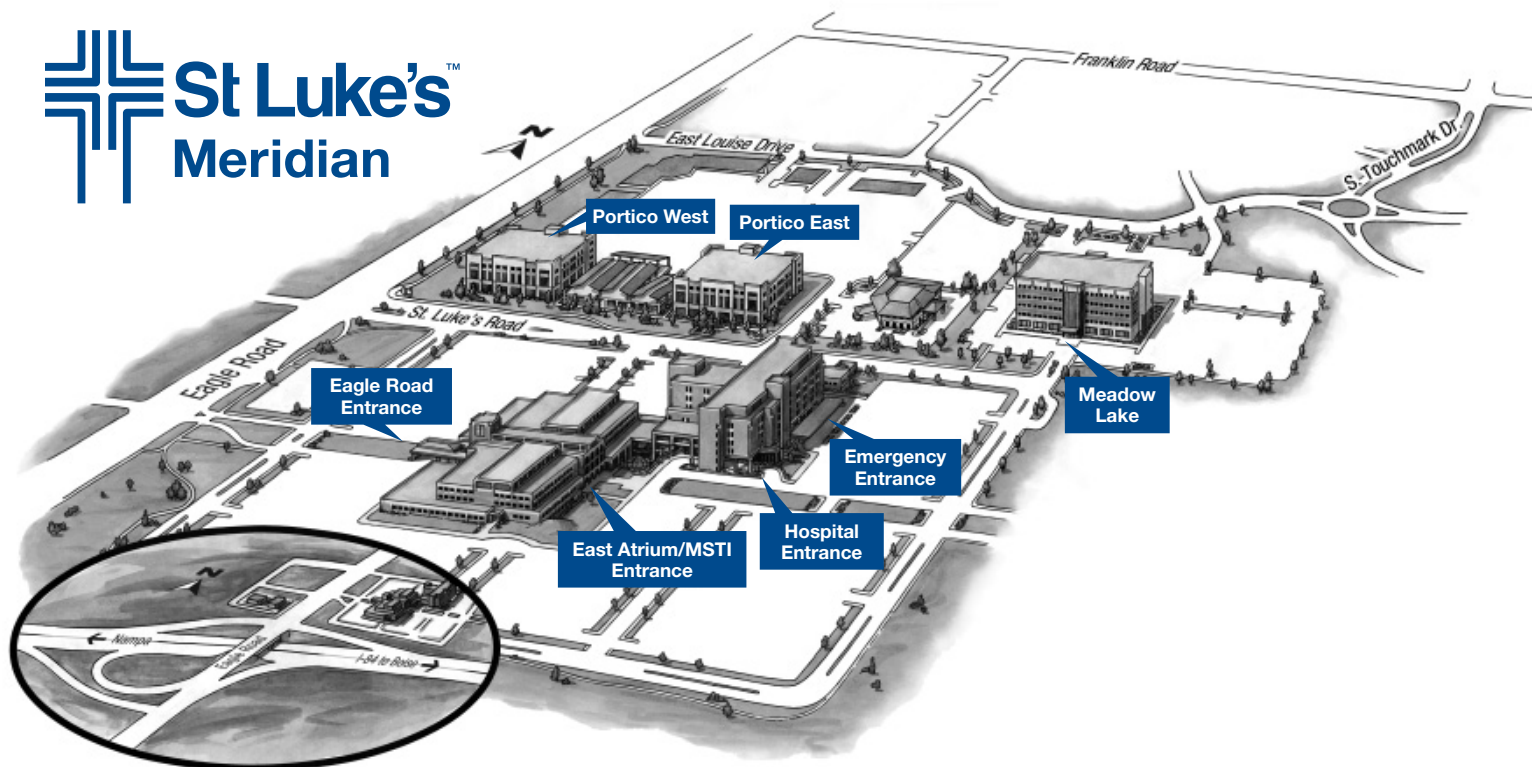 St Luke's™
Meridian
N
Franklin Road
East Louise Drive
S. Touchmark Dr.
Portico West
Portico East
St. Luke's Road
Eagle Road
Eagle Road
Entrance
Meadow
Lake
Emergency
Entrance
Hospital
Entrance
East Atrium/MSTI
Entrance
N
Nampa
Eagle Road
I-84 to Boise